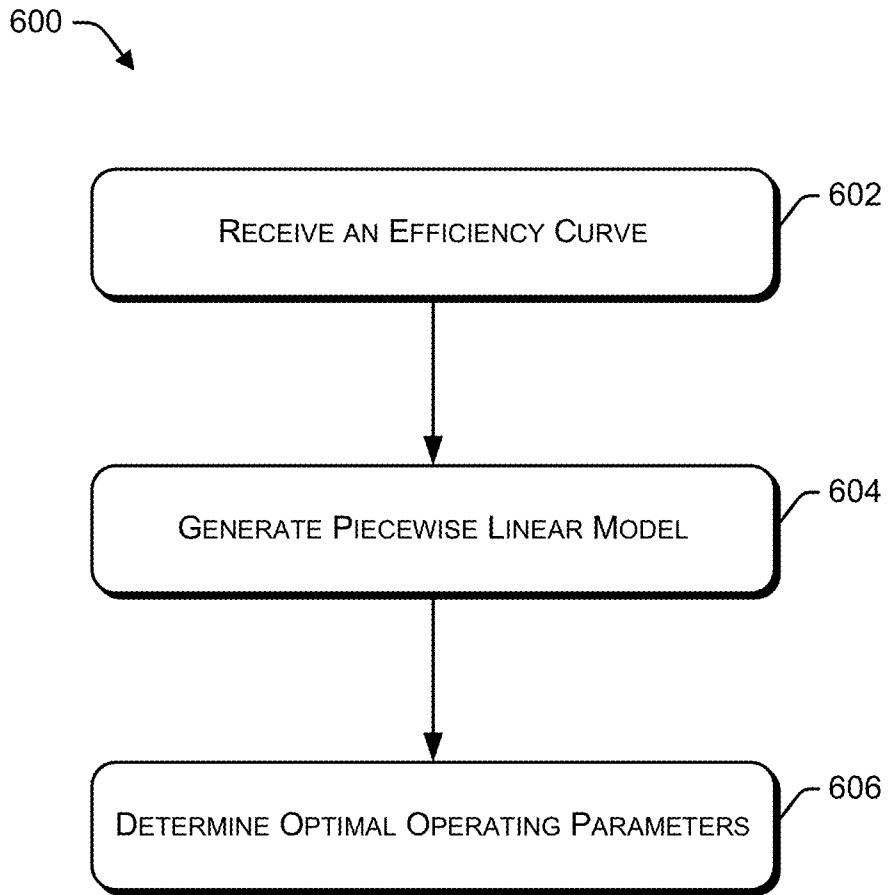 600
RECEIVE AN EFFICIENCY CURVE
602
GENERATE PIECEWISE LINEAR MODEL
604
DETERMINE OPTIMAL OPERATING PARAMETERS
606